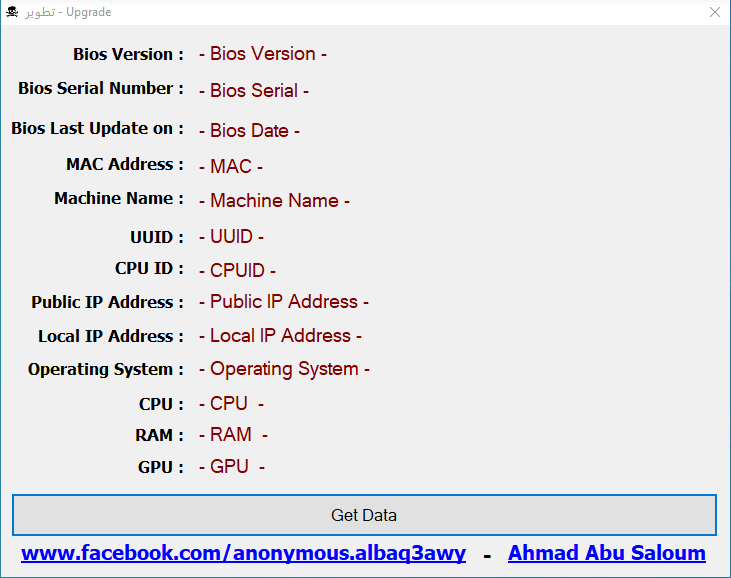 تطوير - Upgrade
Bios Version : - Bios Version -
Bios Serial Number : - Bios Serial -
Bios Last Update on : - Bios Date -
MAC Address : - MAC -
Machine Name : - Machine Name -
UUID : - UUID -
CPU ID : - CPUID -
Public IP Address : - Public IP Address -
Local IP Address : - Local IP Address -
Operating System : - Operating System -
CPU : - CPU -
RAM : - RAM -
GPU : - GPU -
Get Data
www.facebook.com/anonymous.albaq3awy - Ahmad Abu Saloum